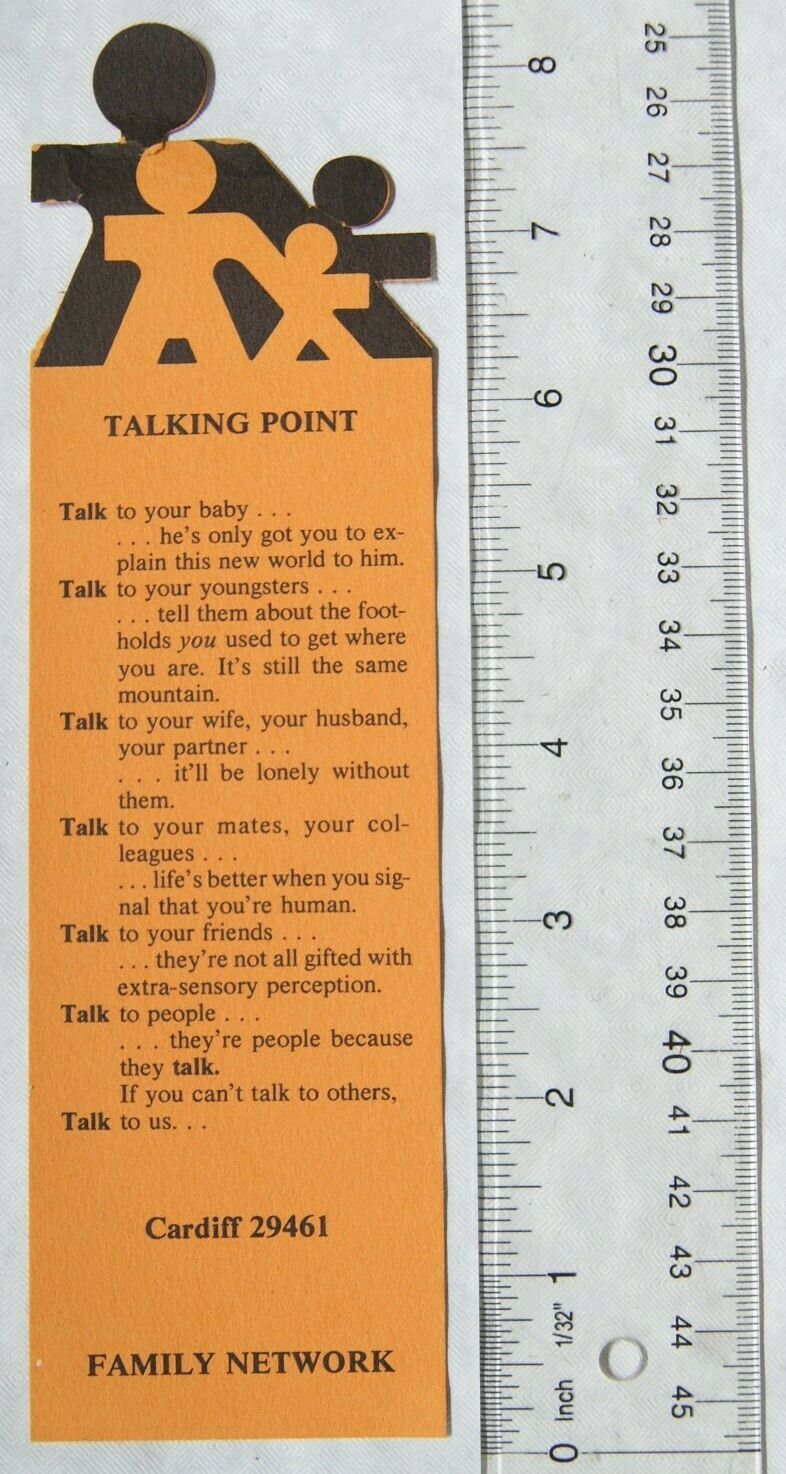 TALKING POINT
Talk to your baby . . .
. . . he's only got you to ex-
plain this new world to him.
Talk to your youngsters . . .
. . . tell them about the foot-
holds you used to get where
you are. It's still the same
mountain.
Talk to your wife, your husband,
your partner . . .
. . . it'll be lonely without
them.
Talk to your mates, your col-
leagues . . .
. . . life's better when you sig-
nal that you're human.
Talk to your friends . . .
. . . they're not all gifted with
extra-sensory perception.
Talk to people . . .
. . . they're people because
they talk.
If you can't talk to others,
Talk to us. . .
Cardiff 29461
FAMILY NETWORK
8
7
6
5
4
3
2
1
0 Inch 1/32"
25
26
27
28
29
30
31
32
33
34
35
36
37
38
39
40
41
42
43
44
45